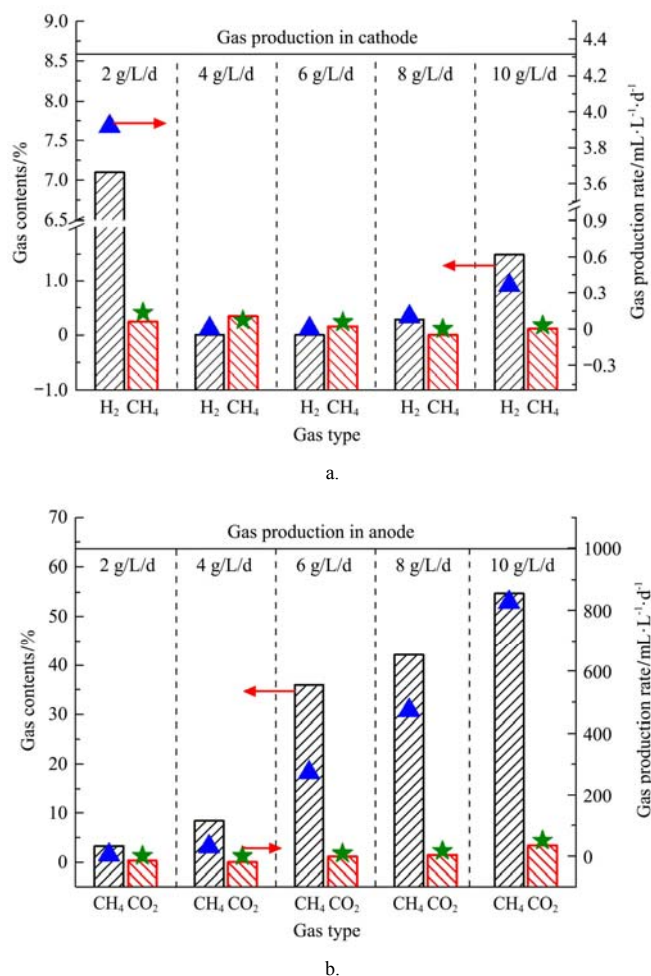 Gas production in cathode
2 g/L/d 4 g/L/d 6 g/L/d 8 g/L/d 10 g/L/d
Gas contents/%
9.0
8.5
8.0
7.5
7.0
6.5
1.0
0
−1.0
Gas production rate/mL·L⁻¹·d⁻¹
4.4
4.2
4.0
3.8
3.6
0.9
0.6
0.3
0
−0.3
H₂ CH₄ H₂ CH₄ H₂ CH₄ H₂ CH₄ H₂ CH₄
Gas type
a.
Gas production in anode
2 g/L/d 4 g/L/d 6 g/L/d 8 g/L/d 10 g/L/d
Gas contents/%
70
60
50
40
30
20
10
0
Gas production rate/mL·L⁻¹·d⁻¹
1000
800
600
400
200
0
CH₄ CO₂ CH₄ CO₂ CH₄ CO₂ CH₄ CO₂ CH₄ CO₂
Gas type
b.